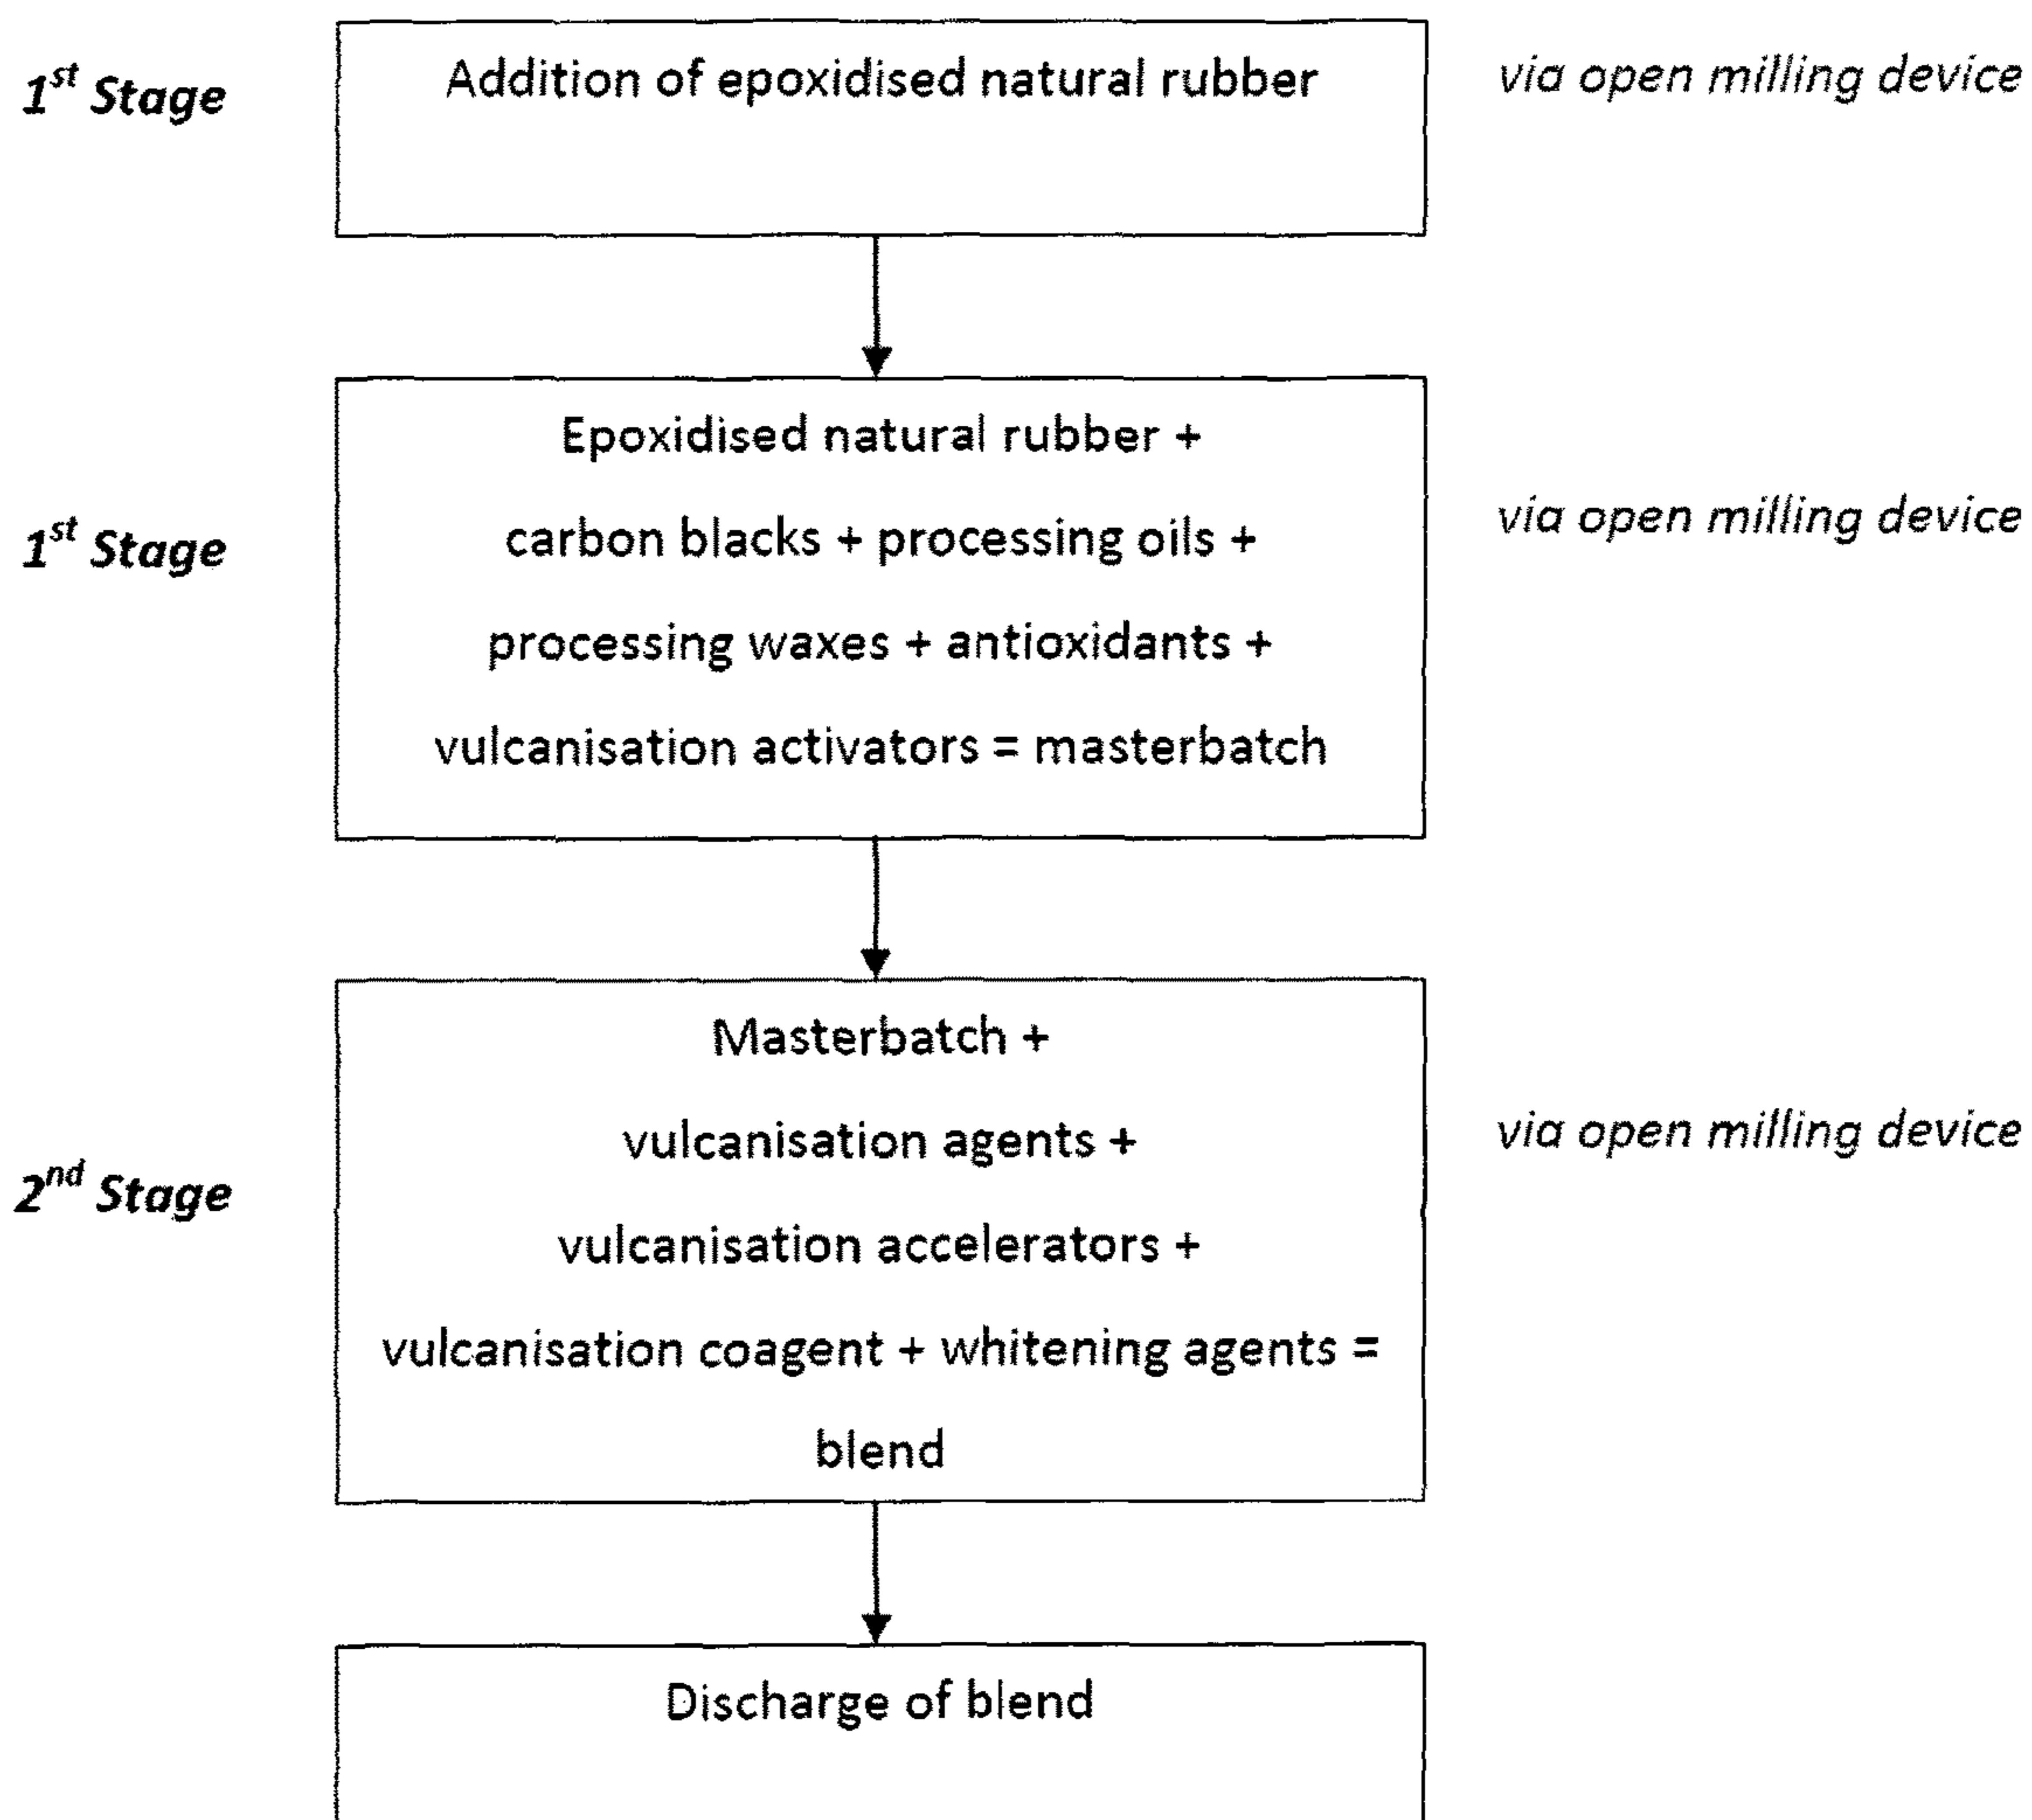 1st Stage
Addition of epoxidised natural rubber
via open milling device
1st Stage
Epoxidised natural rubber +
carbon blacks + processing oils +
processing waxes + antioxidants +
vulcanisation activators = masterbatch
via open milling device
2nd Stage
Masterbatch +
vulcanisation agents +
vulcanisation accelerators +
vulcanisation coagent + whitening agents =
blend
via open milling device
Discharge of blend